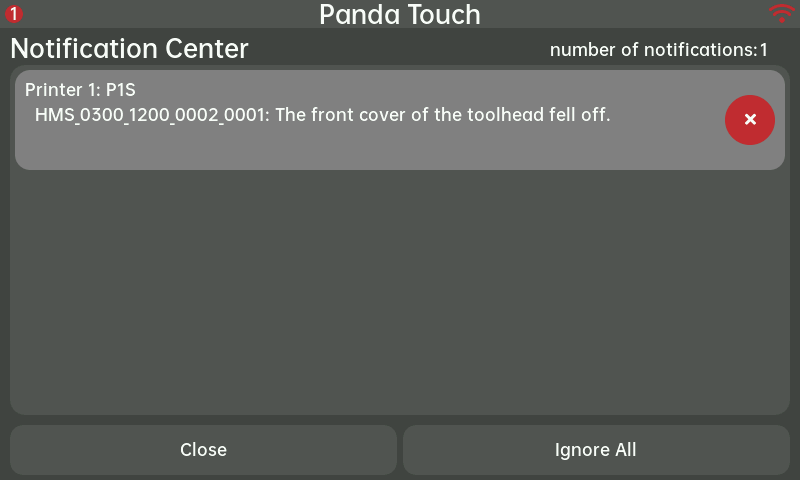 1
Panda Touch
Notification Center
number of notifications:1
Printer 1: P1S
HMS_0300_1200_0002_0001: The front cover of the toolhead fell off.
Close
Ignore All